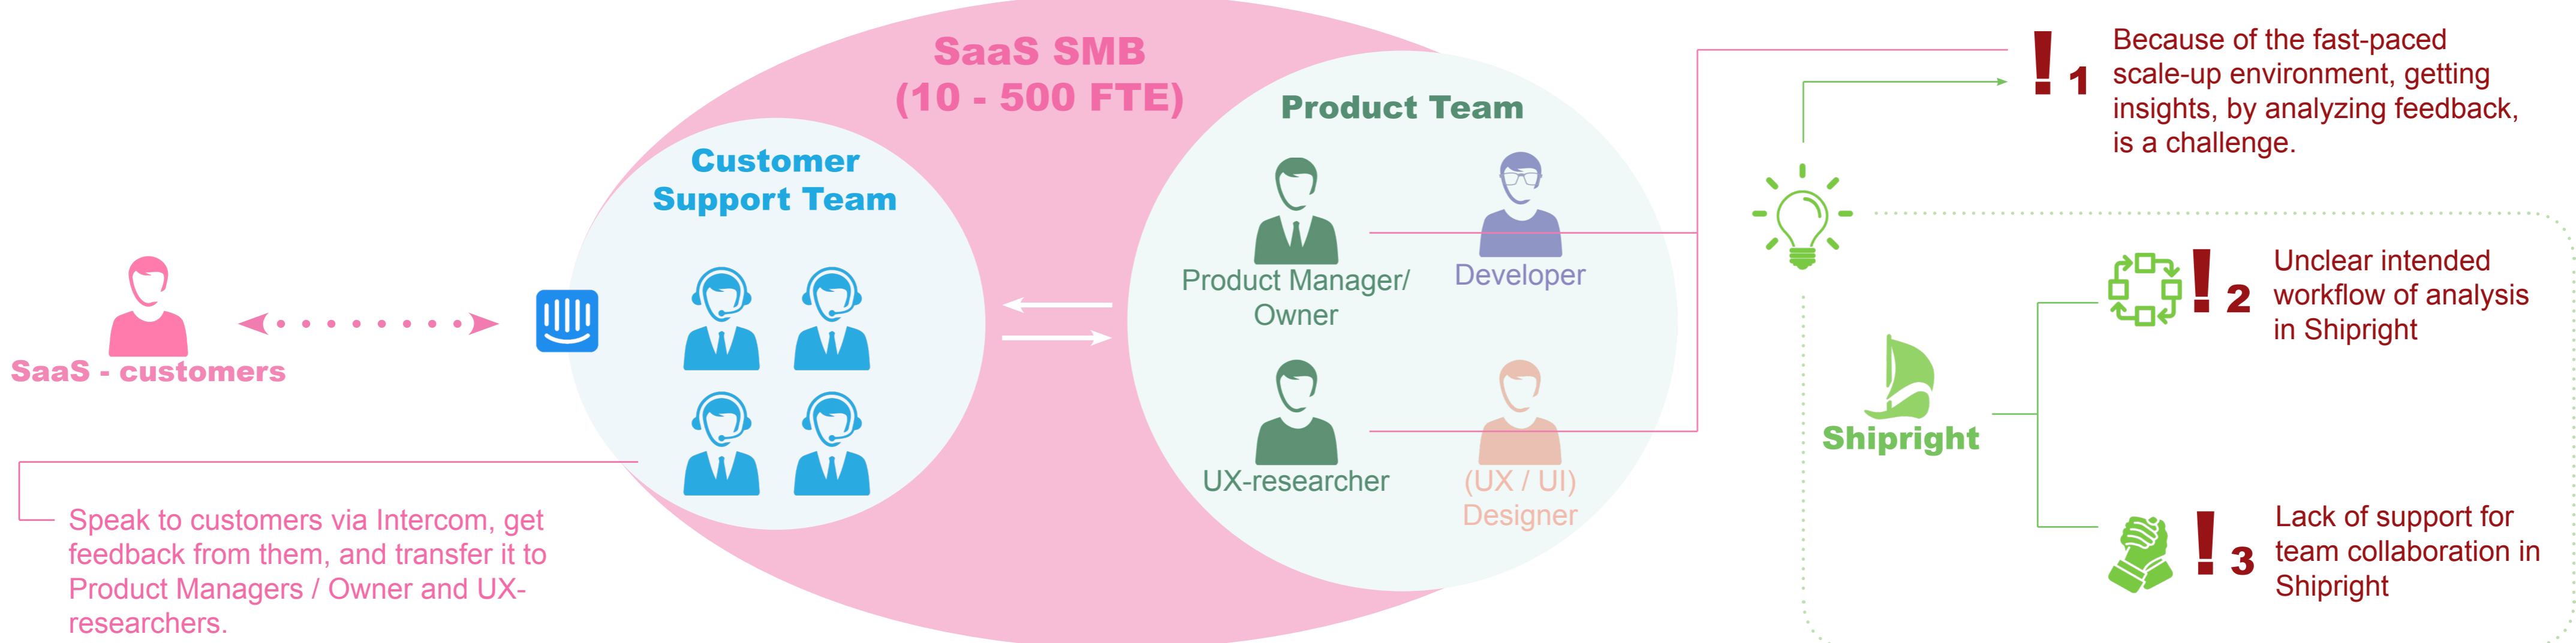 SaaS - customers
Speak to customers via Intercom, get
feedback from them, and transfer it to
Product Managers / Owner and UX-
researchers.
SaaS SMB
(10 - 500 FTE)
Customer
Support Team
Product Team
Product Manager/
Owner
Developer
UX-researcher
(UX / UI)
Designer
! 1
Because of the fast-paced
scale-up environment, getting
insights, by analyzing feedback,
is a challenge.
Shipright
! 2
Unclear intended
workflow of analysis
in Shipright
! 3
Lack of support for
team collaboration in
Shipright